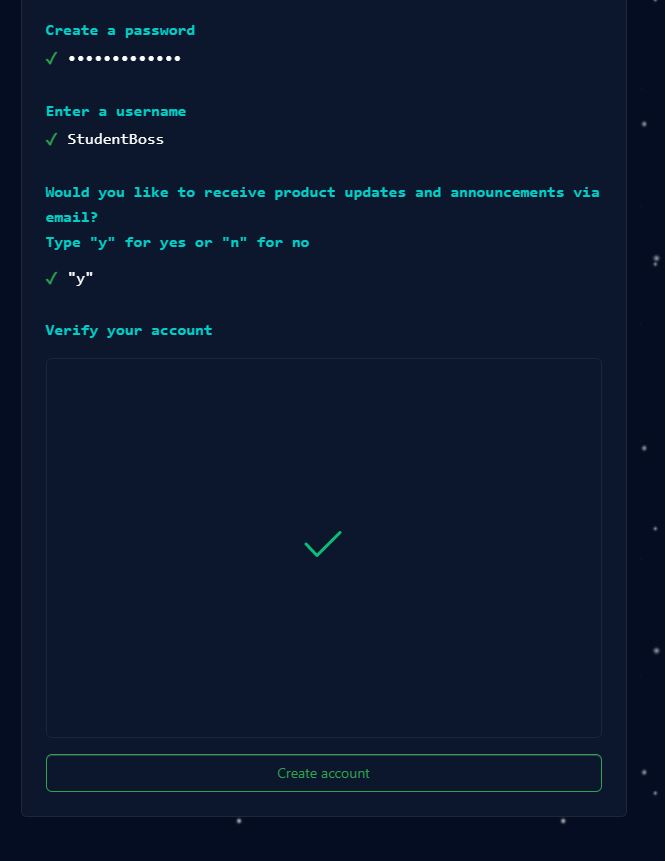 Create a password
✓ •••••••••••••
Enter a username
✓ StudentBoss
Would you like to receive product updates and announcements via
email?
Type "y" for yes or "n" for no
✓ "y"
Verify your account
Create account